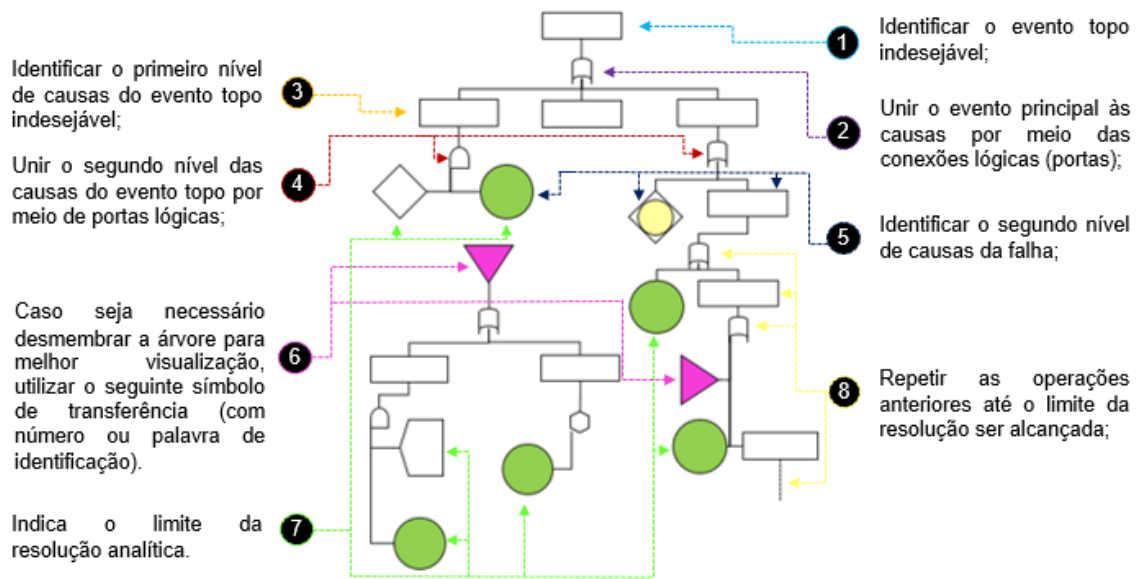 1
Identificar o evento topo
indesejável;
Identificar o primeiro nível
de causas do evento topo
indesejável;
3
2
Unir o evento principal às
causas por meio das
conexões lógicas (portas);
Unir o segundo nível das
causas do evento topo por
meio de portas lógicas;
4
5
Identificar o segundo nível
de causas da falha;
Caso seja necessário
desmembrar a árvore para
melhor visualização,
utilizar o seguinte símbolo
de transferência (com
número ou palavra de
identificação).
6
8
Repetir as operações
anteriores até o limite da
resolução ser alcançada;
Indica o limite da
resolução analítica.
7